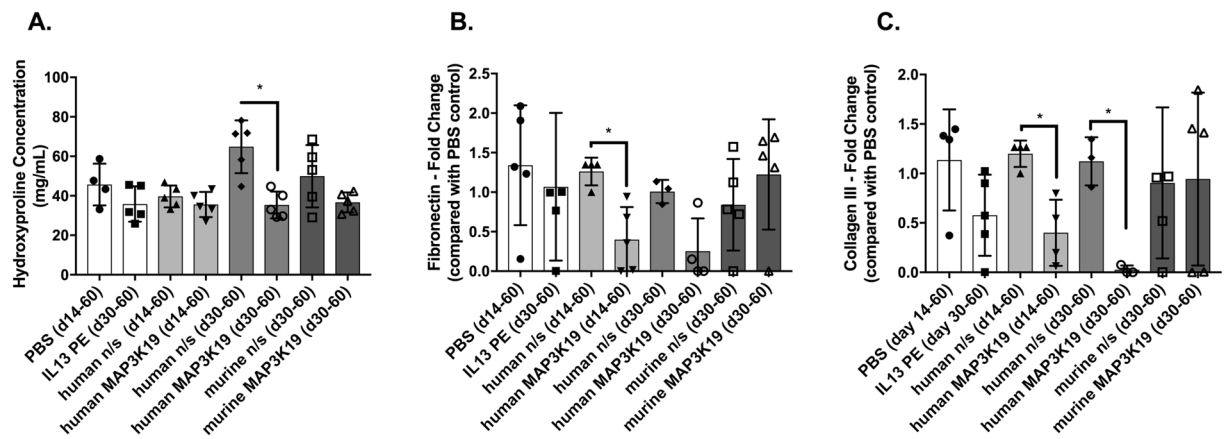 A.
Hydroxyproline Concentration
(mg/mL)
100
80
60
40
20
0
*
PBS (d14-60)
IL13 PE (d30-60)
human n/s (d14-60)
human MAP3K19 (d14-60)
human n/s (d30-60)
human MAP3K19 (d30-60)
murine n/s (d30-60)
murine MAP3K19 (d30-60)
B.
Fibronectin - Fold Change
(compared with PBS control)
2.5
2.0
1.5
1.0
0.5
0.0
*
PBS (d14-60)
IL13 PE (d30-60)
human n/s (d14-60)
human MAP3K19 (d14-60)
human n/s (d30-60)
human MAP3K19 (d30-60)
murine n/s (d30-60)
murine MAP3K19 (d30-60)
C.
Collagen III - Fold Change
(compared with PBS control)
2.0
1.5
1.0
0.5
0.0
*
*
PBS (day 14-60)
IL13 PE (day 30-60)
human n/s (d14-60)
human MAP3K19 (d14-60)
human n/s (d30-60)
human MAP3K19 (d30-60)
murine n/s (d30-60)
murine MAP3K19 (d30-60)